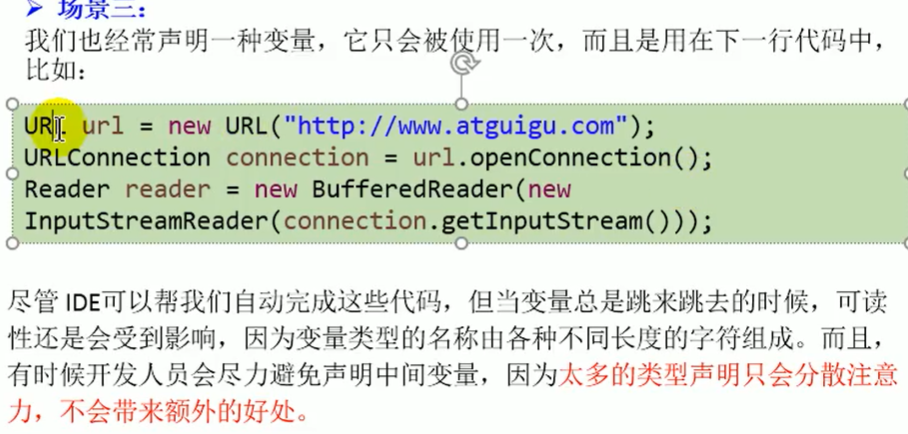 ➢ 场景三：
我们也经常声明一种变量，它只会被使用一次，而且是用在下一行代码中，
比如：
URL url = new URL("http://www.atguigu.com");
URLConnection connection = url.openConnection();
Reader reader = new BufferedReader(new
InputStreamReader(connection.getInputStream()));
尽管 IDE可以帮我们自动完成这些代码，但当变量总是跳来跳去的时候，可读
性还是会受到影响，因为变量类型的名称由各种不同长度的字符组成。而且，
有时候开发人员会尽力避免声明中间变量，因为太多的类型声明只会分散注意
力，不会带来额外的好处。